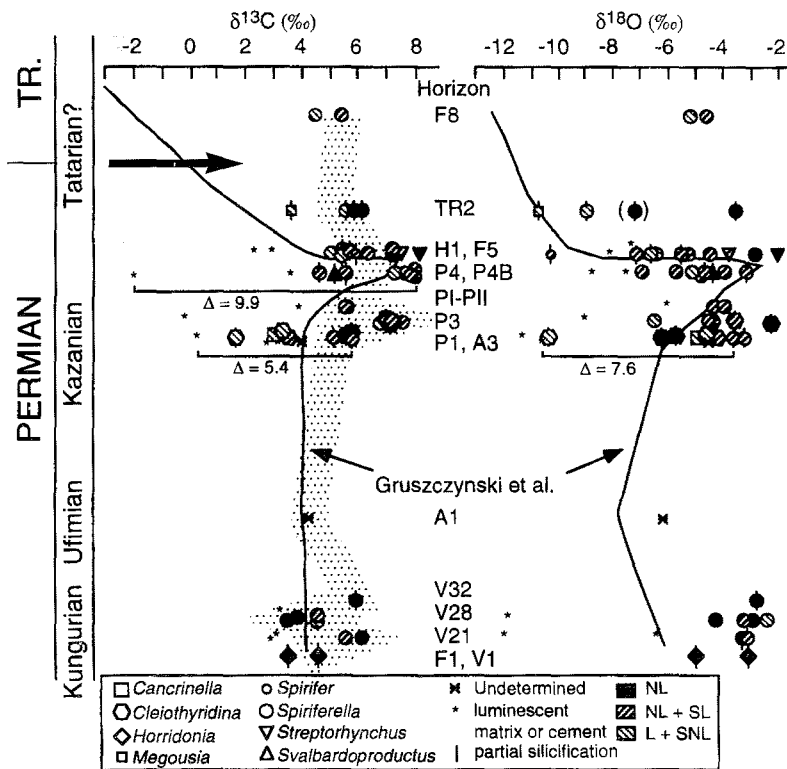 δ13C (‰)
δ18O (‰)
-2 0 2 4 6 8
-12 -10 -8 -6 -4 -2
TR.
PERMIAN
Tatarian?
Kazanian
Ufimian
Kungurian
Horizon
F8
TR2
( )
H1, F5
P4, P4B
Δ = 9.9
PI-PII
P3
P1, A3
Δ = 5.4
Δ = 7.6
Gruszczynski et al.
A1
V32
V28
V21
F1, V1
Cancrinella
Cleiothyridina
Horridonia
Megousia
Spirifer
Spiriferella
Streptorhynchus
Svalbardoproductus
Undetermined
* luminescent
matrix or cement
| partial silicification
NL
NL + SL
L + SNL